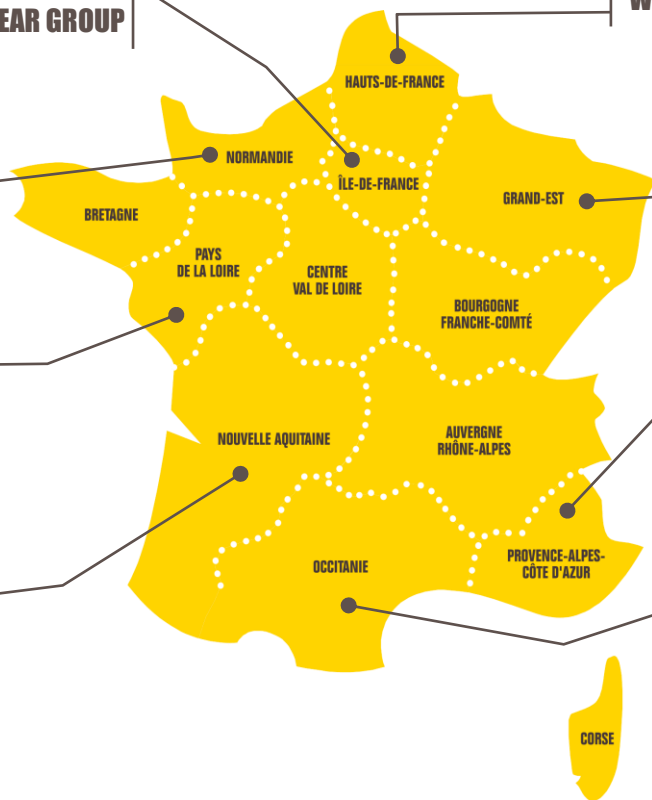 EAR GROUP
W
HAUTS-DE-FRANCE
NORMANDIE
ÎLE-DE-FRANCE
GRAND-EST
BRETAGNE
PAYS
DE LA LOIRE
CENTRE
VAL DE LOIRE
BOURGOGNE
FRANCHE-COMTÉ
NOUVELLE AQUITAINE
AUVERGNE
RHÔNE-ALPES
OCCITANIE
PROVENCE-ALPES-
CÔTE D'AZUR
CORSE